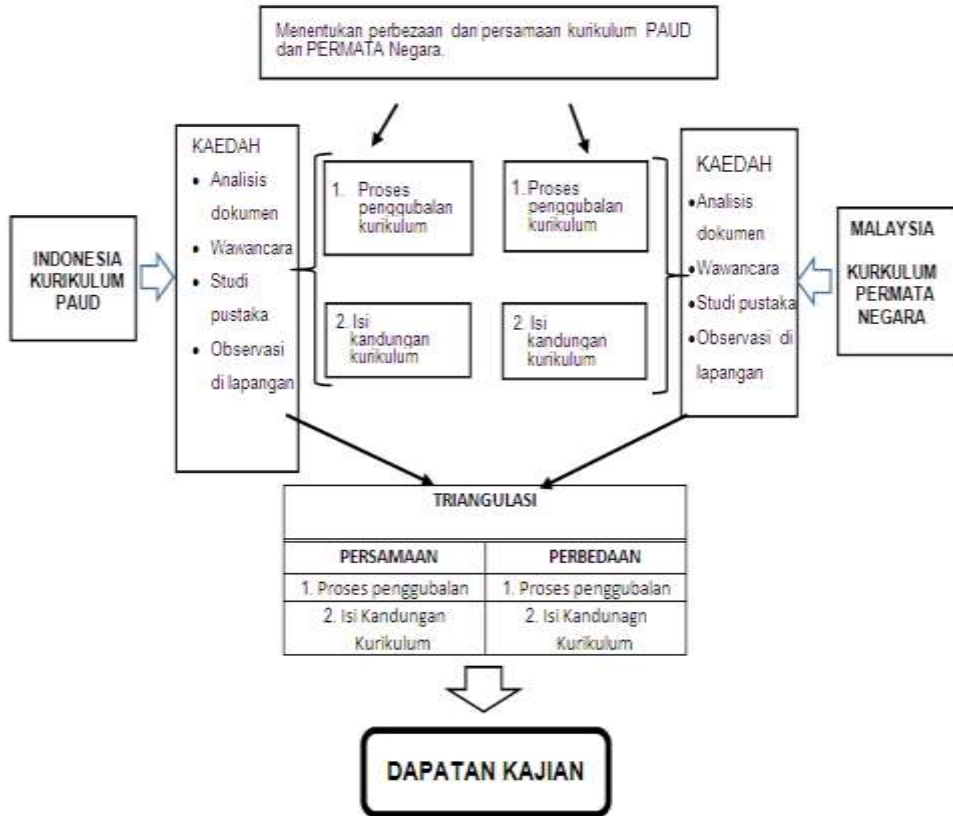 Menentukan perbezaan dan persamaan kurikulum PAUD
dan PERMATA Negara.
INDONESIA
KURIKULUM
PAUD
KAEDAH
• Analisis
dokumen
• Wawancara
• Studi
pustaka
• Observasi
di lapangan
1. Proses
penggubalan
kurikulum
2. Isi
kandungan
kurikulum
1. Proses
penggubalan
kurikulum
2. Isi
kandungan
kurikulum
KAEDAH
•Analisis
dokumen
•Wawancara
•Studi pustaka
•Observasi di
lapangan
MALAYSIA
KURKULUM
PERMATA
NEGARA
TRIANGULASI
PERSAMAAN PERBEDAAN
1. Proses penggubalan 1. Proses penggubalan
2. Isi Kandungan 2. Isi Kandunagn
Kurikulum Kurikulum
DAPATAN KAJIAN